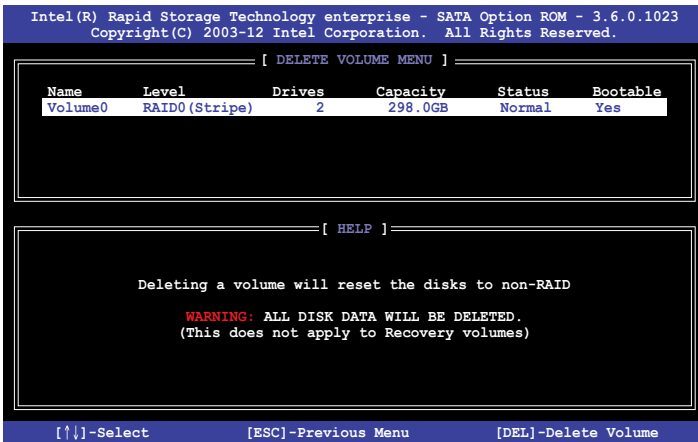 Intel(R) Rapid Storage Technology enterprise - SATA Option ROM - 3.6.0.1023
Copyright(C) 2003-12 Intel Corporation. All Rights Reserved.
[ DELETE VOLUME MENU ]
Name Level Drives Capacity Status Bootable
Volume0 RAID0(Stripe) 2 298.0GB Normal Yes
[ HELP ]
Deleting a volume will reset the disks to non-RAID
WARNING: ALL DISK DATA WILL BE DELETED.
(This does not apply to Recovery volumes)
[↑↓]-Select [ESC]-Previous Menu [DEL]-Delete Volume